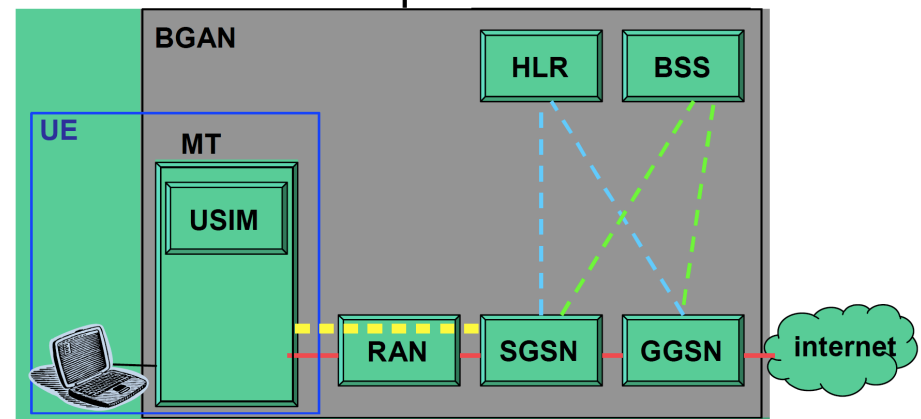 BGAN
HLR
BSS
UE
MT
USIM
RAN
SGSN
GGSN
internet